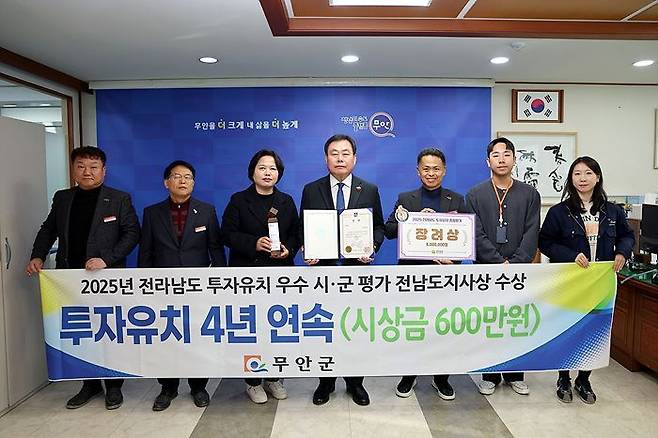 무안을 더 크게 내 삶을 더 높게
무안
장려상
2025년 전라남도 투자유치 우수 시·군 평가 전남도지사상 수상
투자유치 4년 연속 (시상금 600만원)
무안군